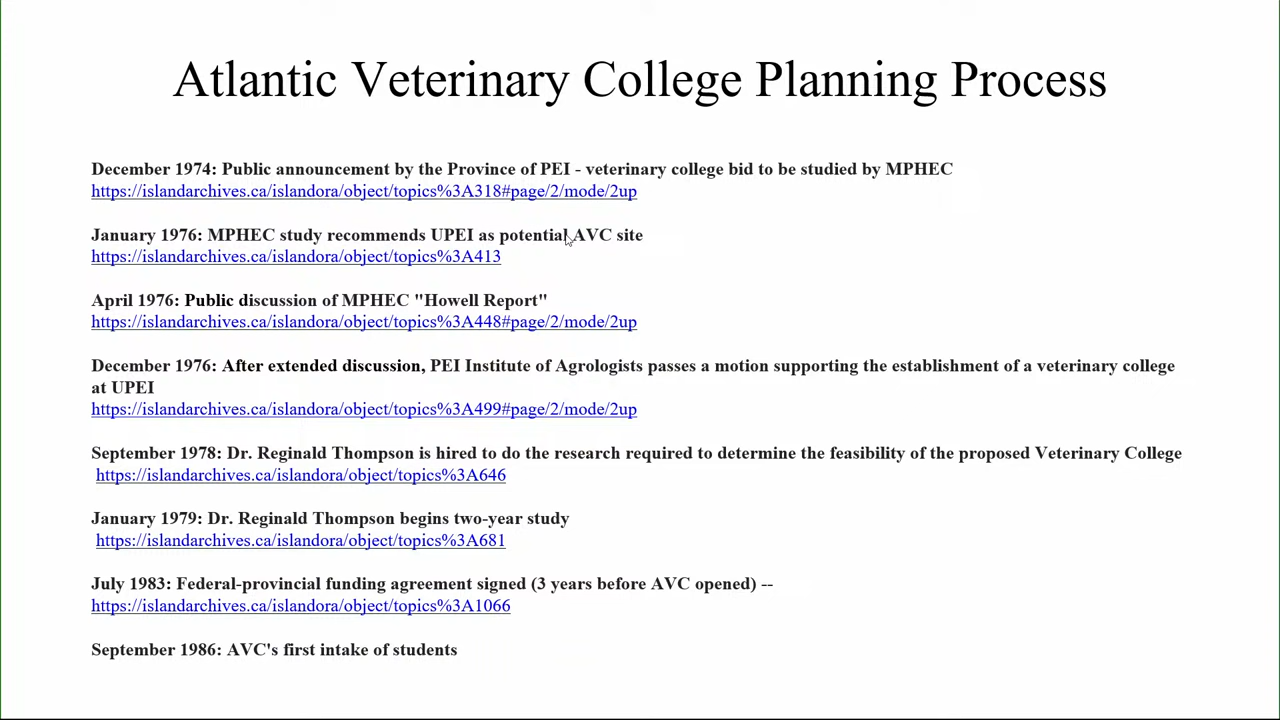 Atlantic Veterinary College Planning Process
December 1974: Public announcement by the Province of PEI - veterinary college bid to be studied by MPHEC
https://islandarchives.ca/islandora/object/topics%3A318#page/2/mode/2up
January 1976: MPHEC study recommends UPEI as potential AVC site
https://islandarchives.ca/islandora/object/topics%3A413
April 1976: Public discussion of MPHEC "Howell Report"
https://islandarchives.ca/islandora/object/topics%3A448#page/2/mode/2up
December 1976: After extended discussion, PEI Institute of Agrologists passes a motion supporting the establishment of a veterinary college
at UPEI
https://islandarchives.ca/islandora/object/topics%3A499#page/2/mode/2up
September 1978: Dr. Reginald Thompson is hired to do the research required to determine the feasibility of the proposed Veterinary College
https://islandarchives.ca/islandora/object/topics%3A646
January 1979: Dr. Reginald Thompson begins two-year study
https://islandarchives.ca/islandora/object/topics%3A681
July 1983: Federal-provincial funding agreement signed (3 years before AVC opened) --
https://islandarchives.ca/islandora/object/topics%3A1066
September 1986: AVC's first intake of students